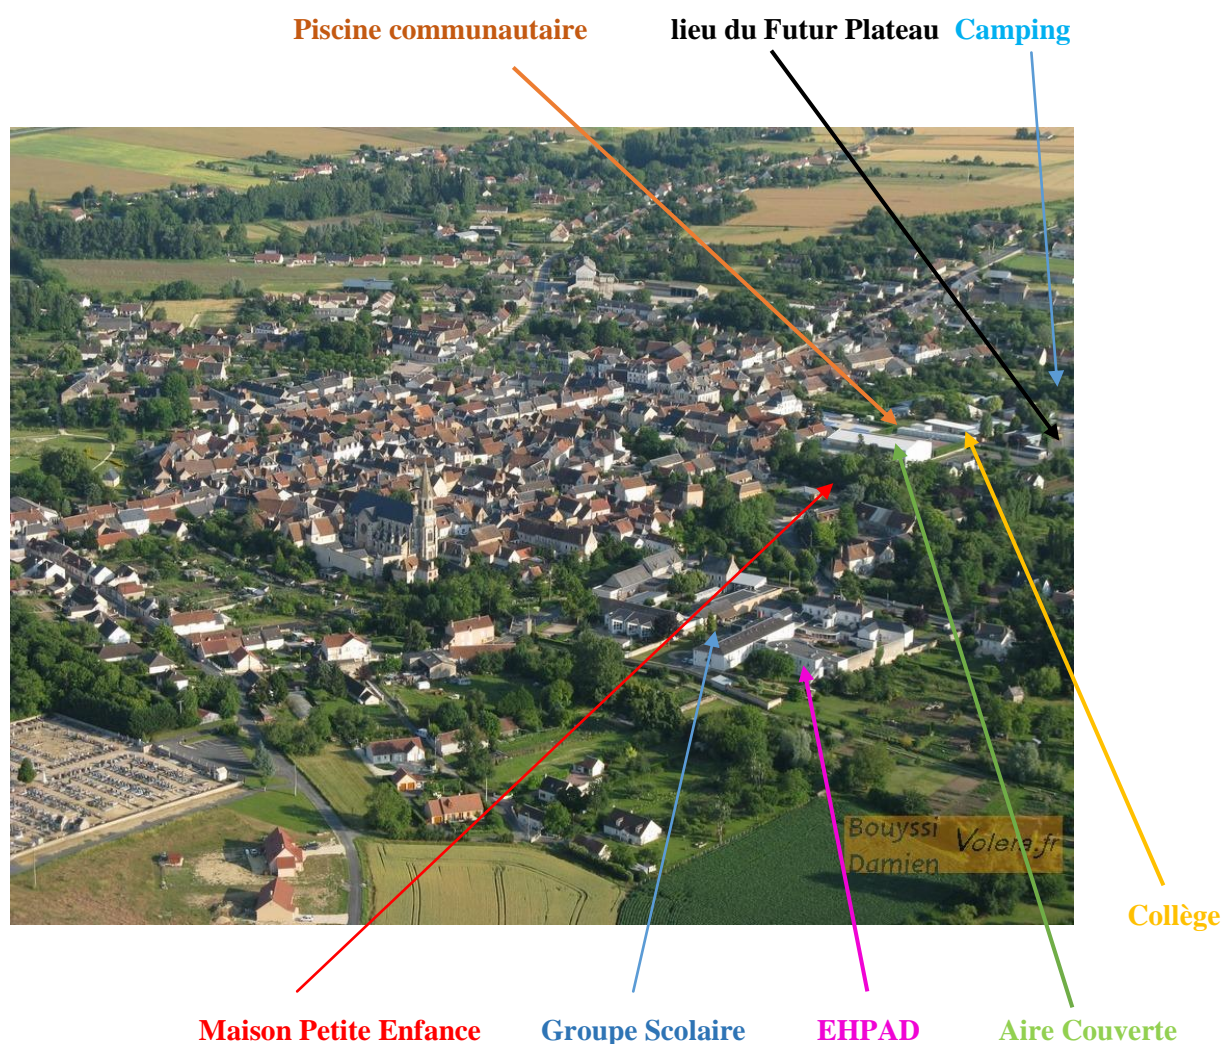 Piscine communautaire
lieu du Futur Plateau
Camping
Bouyssi
Damien
Volera.fr
Collège
Maison Petite Enfance
Groupe Scolaire
EHPAD
Aire Couverte